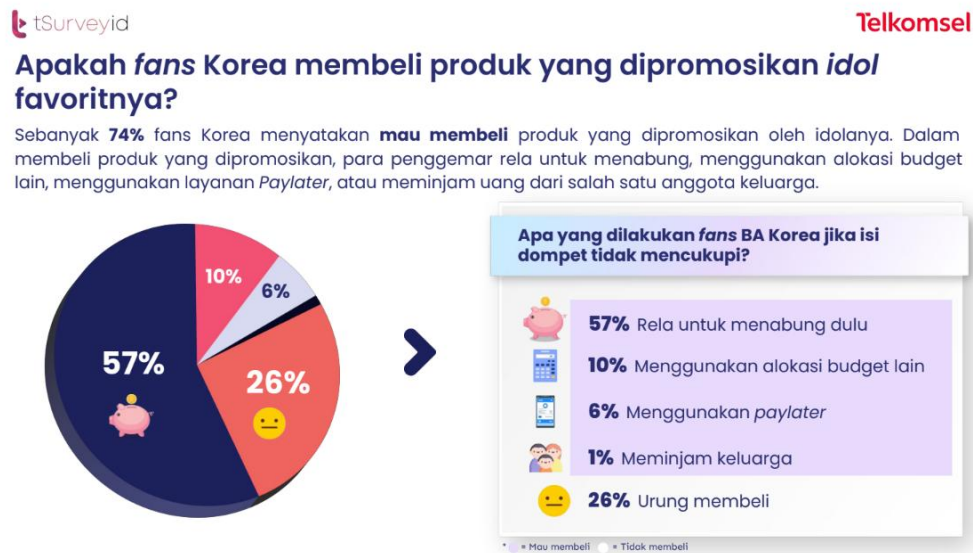 tSurveyid
Telkomsel
Apakah fans Korea membeli produk yang dipromosikan idol
favoritnya?
Sebanyak 74% fans Korea menyatakan mau membeli produk yang dipromosikan oleh idolanya. Dalam
membeli produk yang dipromosikan, para penggemar rela untuk menabung, menggunakan alokasi budget
lain, menggunakan layanan Paylater, atau meminjam uang dari salah satu anggota keluarga.
10%
6%
57%
26%
Apa yang dilakukan fans BA Korea jika isi
dompet tidak mencukupi?
57% Rela untuk menabung dulu
10% Menggunakan alokasi budget lain
6% Menggunakan paylater
1% Meminjam keluarga
26% Urung membeli
* = Mau membeli = Tidak membeli